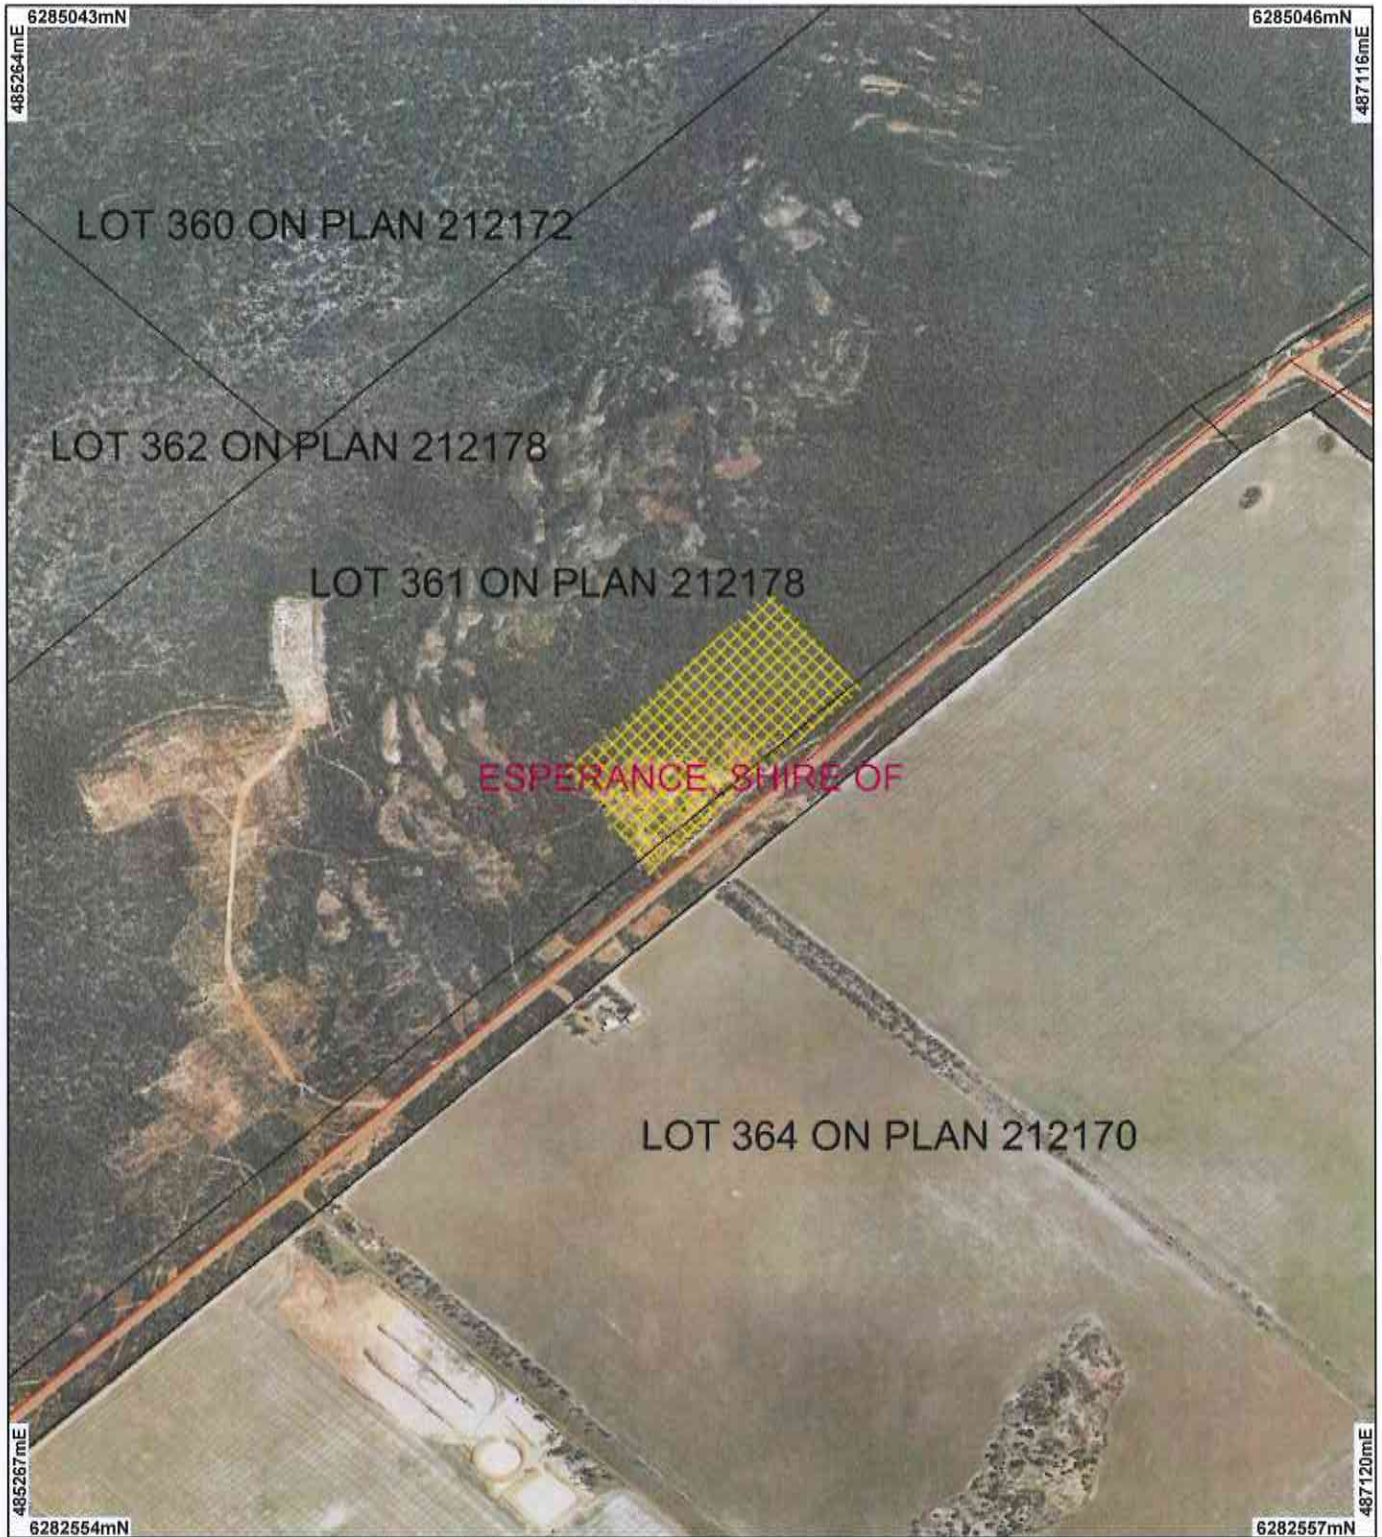 6285043mN
6285046mN
485264mE
487116mE
LOT 360 ON PLAN 212172
LOT 362 ON PLAN 212178
LOT 361 ON PLAN 212178
ESPERANCE, SHIRE OF
LOT 364 ON PLAN 212170
485267mE
487120mE
6282554mN
6282557mN